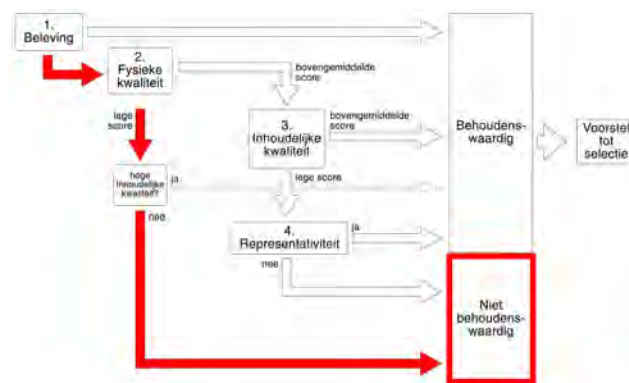 1.
Beleving
2.
Fysieke
kwaliteit
bovengemiddelde
score
lage
score
3.
Inhoudelijke
kwaliteit
bovengemiddelde
score
Behoudens-
waardig
Voorstel
tot
selectie
hoge
inhoudelijke
kwaliteit?
ja
lage score
nee
4.
Representativiteit
ja
nee
Niet
behoudens-
waardig